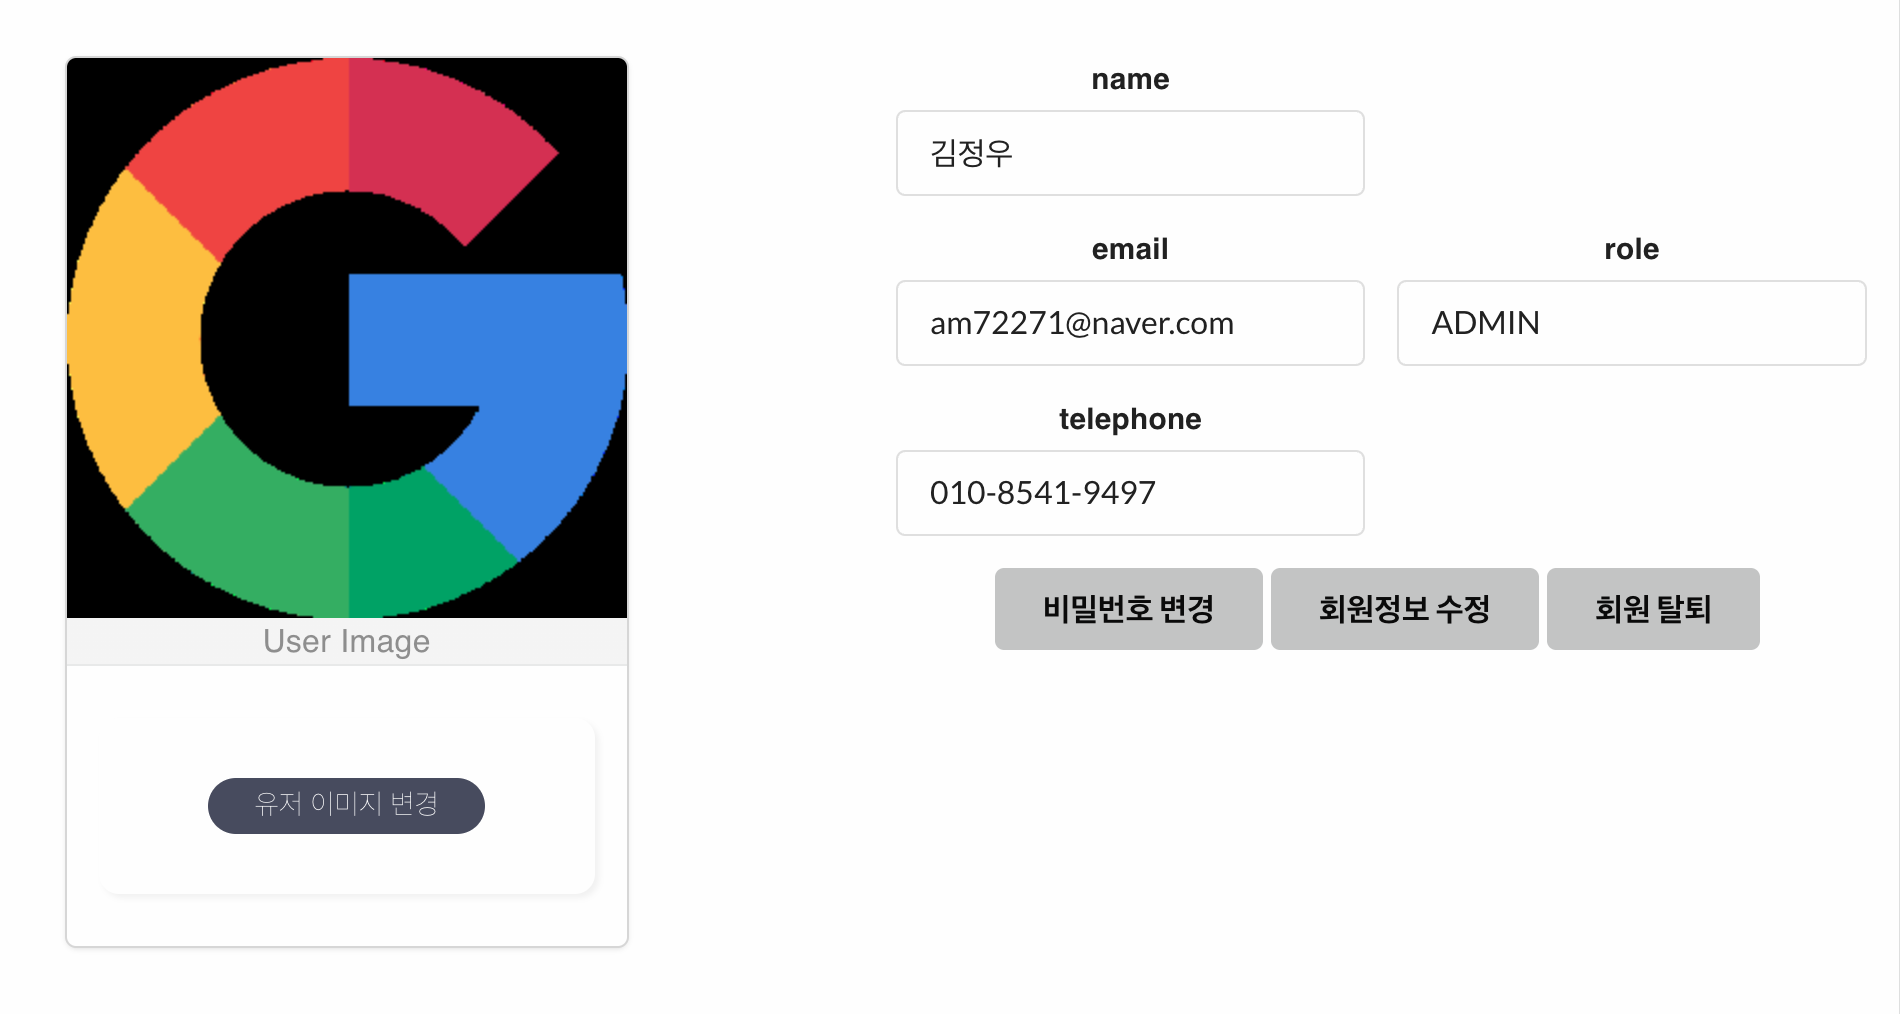 User Image
유저 이미지 변경
name
김정우
email
am72271@naver.com
role
ADMIN
telephone
010-8541-9497
비밀번호 변경
회원정보 수정
회원 탈퇴